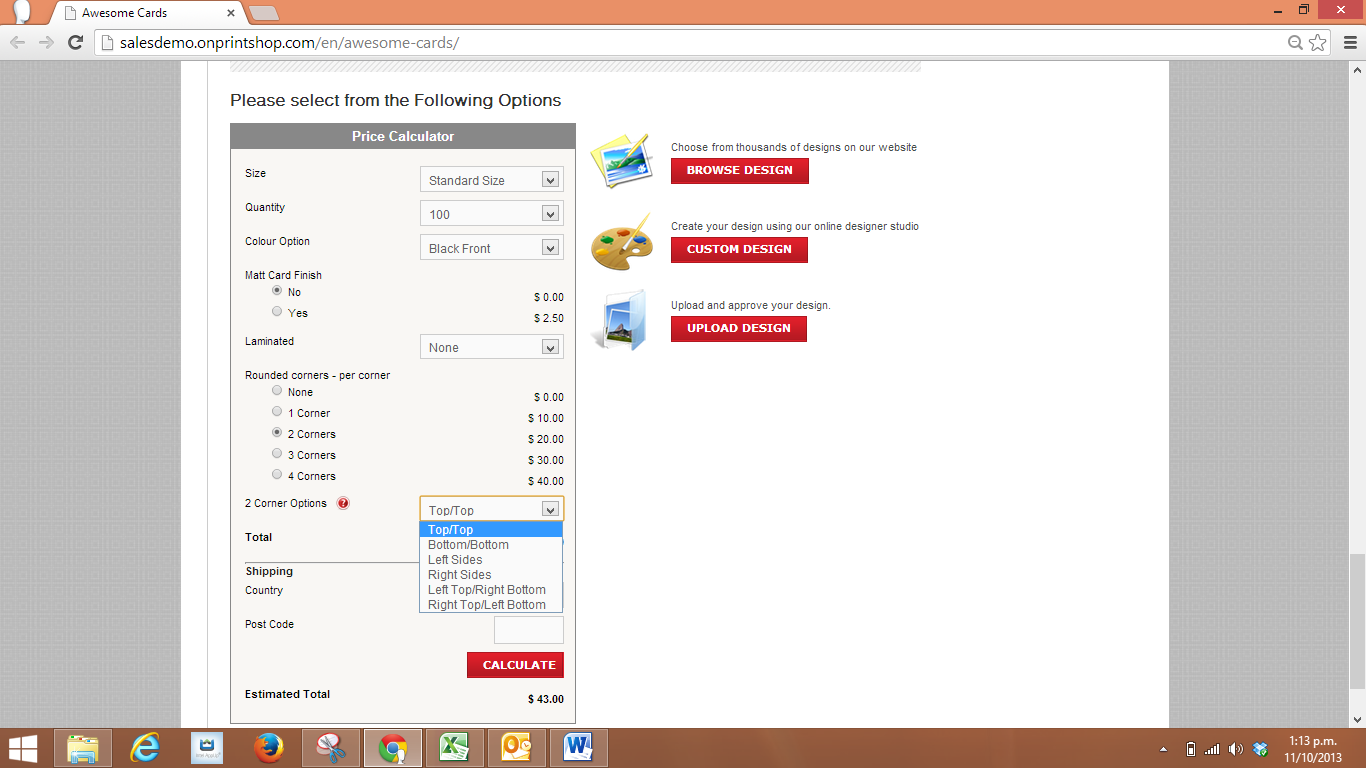 Awesome Cards
salesdemo.onprintshop.com/en/awesome-cards/
Please select from the Following Options
Price Calculator
Size
Standard Size
Quantity
100
Colour Option
Black Front
Matt Card Finish
No
$ 0.00
Yes
$ 2.50
Laminated
None
Rounded corners - per corner
None
$ 0.00
1 Corner
$ 10.00
2 Corners
$ 20.00
3 Corners
$ 30.00
4 Corners
$ 40.00
2 Corner Options ?
Top/Top
Top/Top
Bottom/Bottom
Left Sides
Right Sides
Left Top/Right Bottom
Right Top/Left Bottom
Total
Shipping
Country
Post Code
CALCULATE
Estimated Total
$ 43.00
Choose from thousands of designs on our website
BROWSE DESIGN
Create your design using our online designer studio
CUSTOM DESIGN
Upload and approve your design.
UPLOAD DESIGN
1:13 p.m.
11/10/2013